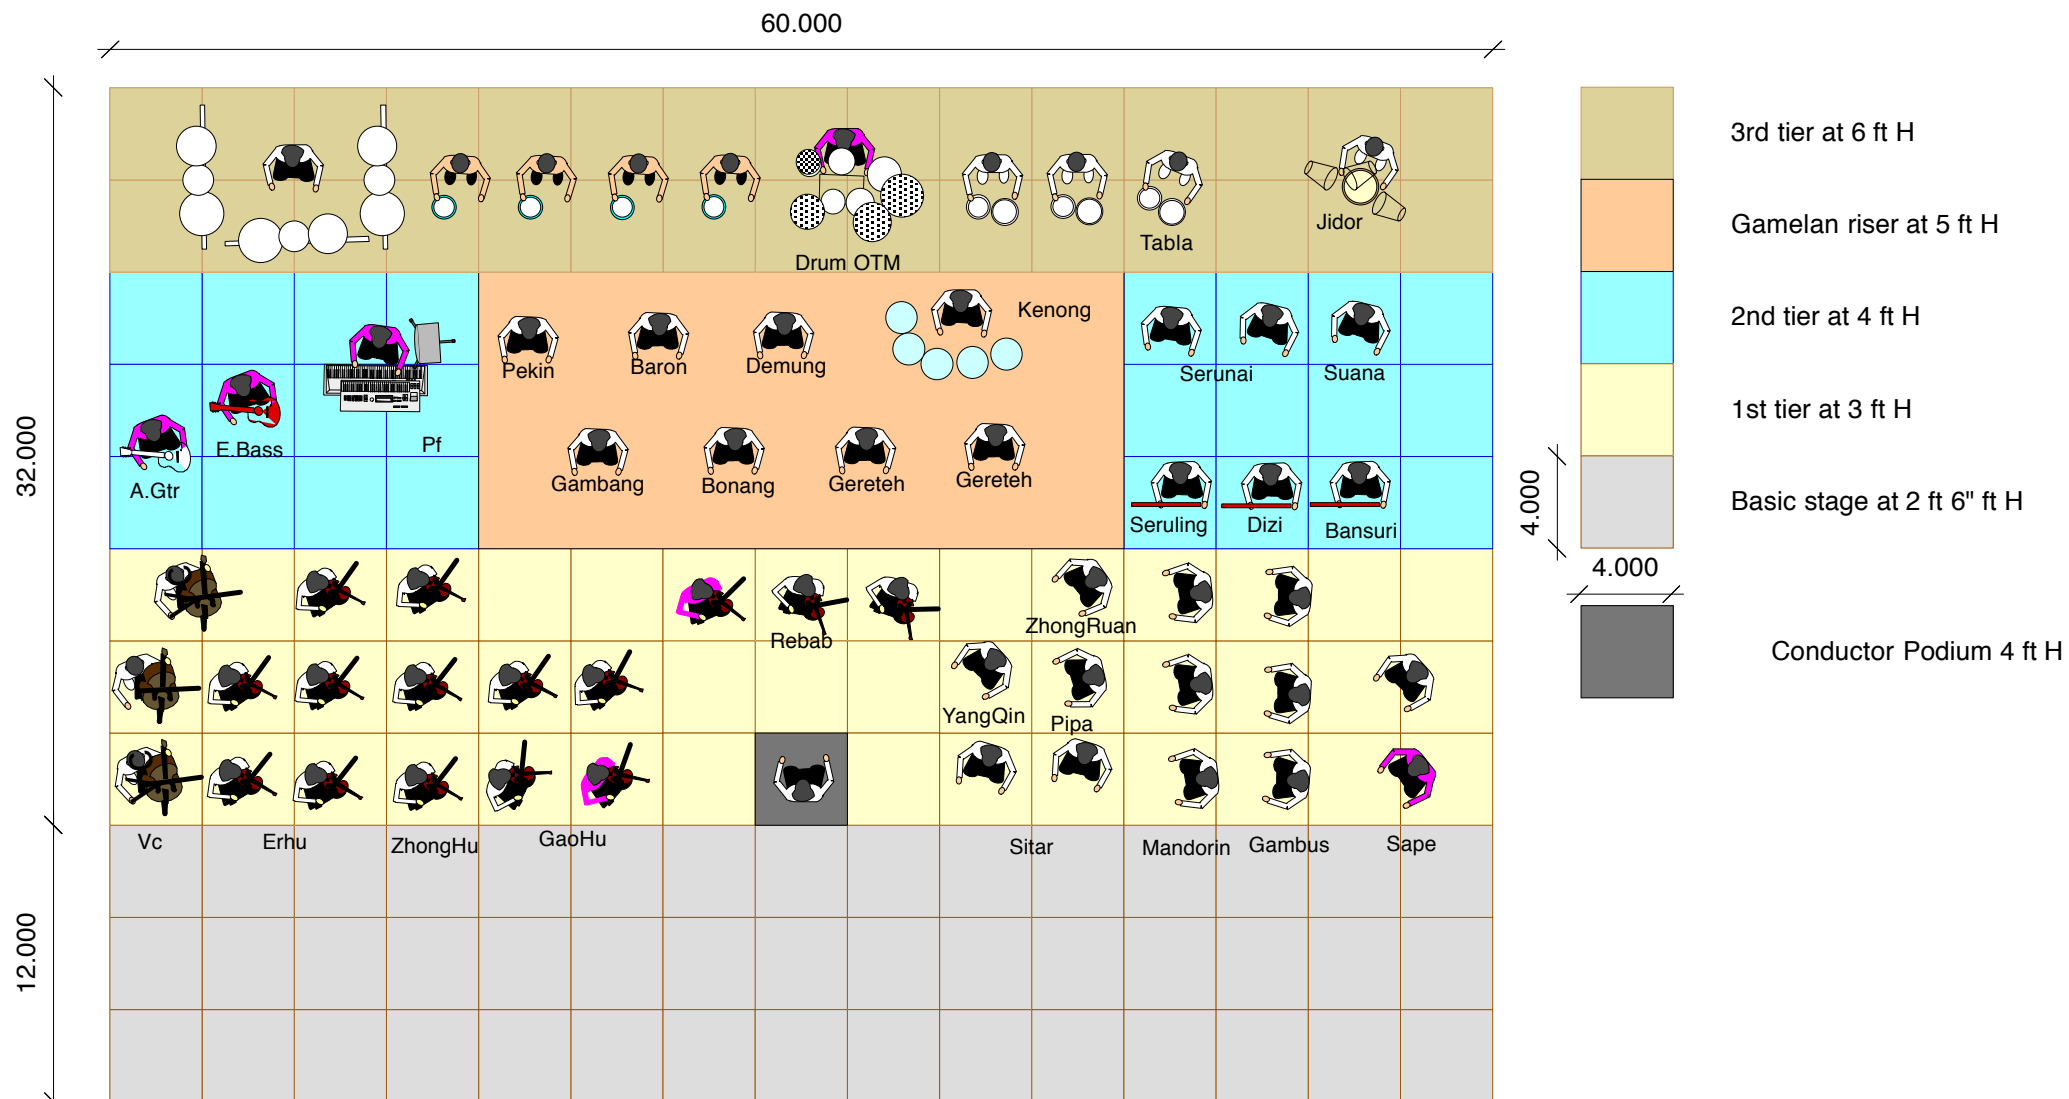 60.000
3rd tier at 6 ft H
Jidor
Tabla
Drum OTM
Gamelan riser at 5 ft H
Kenong
2nd tier at 4 ft H
Pekin
Baron
Demung
Serunai
Suana
1st tier at 3 ft H
32.000
E.Bass
Pf
A.Gtr
Gambang
Bonang
Gereteh
Gereteh
4.000
Basic stage at 2 ft 6" ft H
Seruling
Dizi
Bansuri
4.000
ZhongRuan
Rebab
Conductor Podium 4 ft H
YangQin
Pipa
Vc
Erhu
ZhongHu
GaoHu
Sitar
Mandorin
Gambus
Sape
12.000